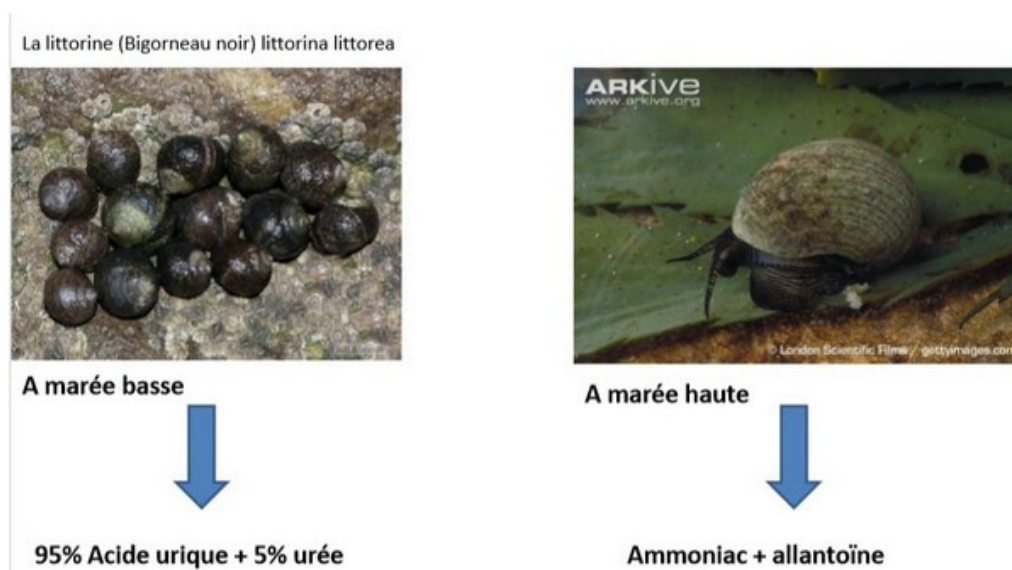 La littorine (Bigorneau noir) littorina littorea
ARKive
www.arkive.org
© London Scientific Films / gettyimages.com
A marée basse
A marée haute
95% Acide urique + 5% urée
Ammoniac + allantoïne